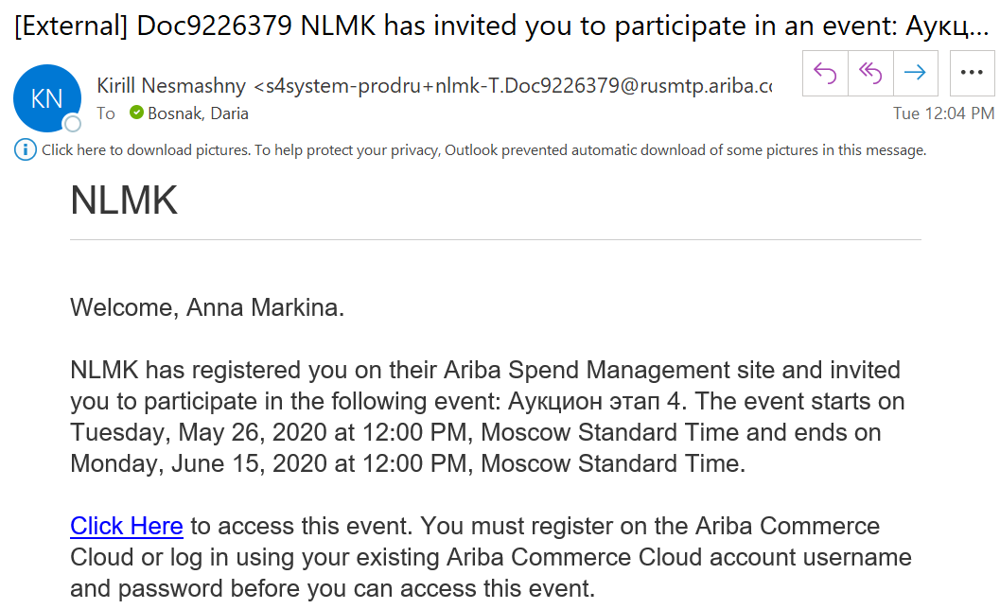 [External] Doc9226379 NLMK has invited you to participate in an event: Аукц...
KN
Kirill Nesmashny <s4system-prodru+nlmk-T.Doc9226379@rusmtp.ariba.co
To Bosnak, Daria
Tue 12:04 PM
Click here to download pictures. To help protect your privacy, Outlook prevented automatic download of some pictures in this message.
NLMK
Welcome, Anna Markina.
NLMK has registered you on their Ariba Spend Management site and invited
you to participate in the following event: Аукцион этап 4. The event starts on
Tuesday, May 26, 2020 at 12:00 PM, Moscow Standard Time and ends on
Monday, June 15, 2020 at 12:00 PM, Moscow Standard Time.
Click Here to access this event. You must register on the Ariba Commerce
Cloud or log in using your existing Ariba Commerce Cloud account username
and password before you can access this event.